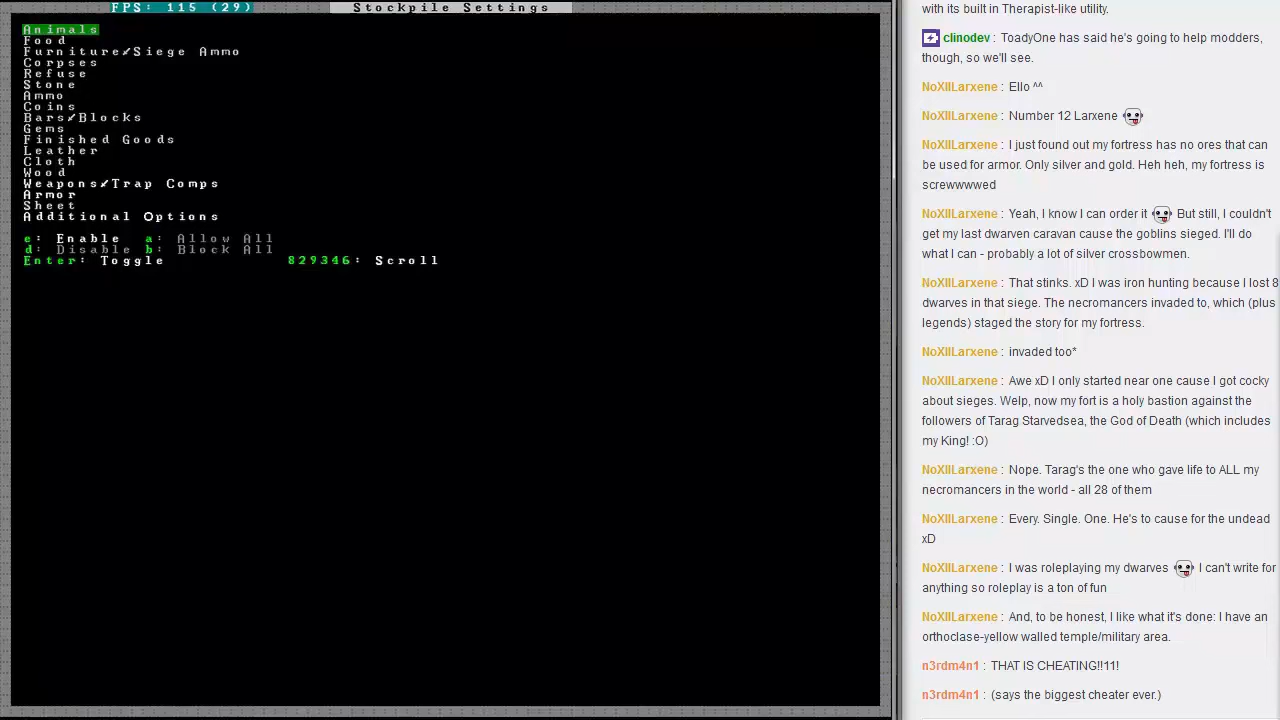 FPS: 115 (29)
Stockpile Settings
Animals
Food
Furniture/Siege Ammo
Corpses
Refuse
Stone
Ammo
Coins
Bars/Blocks
Gems
Finished Goods
Leather
Cloth
Wood
Weapons/Trap Comps
Armor
Sheet
Additional Options
e: Enable a: Allow All
d: Disable b: Block All
Enter: Toggle 829346: Scroll
with its built in Therapist-like utility.
clinodev : ToadyOne has said he's going to help modders,
though, so we'll see.
NoXIILarxene : Ello ^^
NoXIILarxene : Number 12 Larxene
NoXIILarxene : I just found out my fortress has no ores that can
be used for armor. Only silver and gold. Heh heh, my fortress is
screwwwwed
NoXIILarxene : Yeah, I know I can order it But still, I couldn't
get my last dwarven caravan cause the goblins sieged. I'll do
what I can - probably a lot of silver crossbowmen.
NoXIILarxene : That stinks. xD I was iron hunting because I lost 8
dwarves in that siege. The necromancers invaded to, which (plus
legends) staged the story for my fortress.
NoXIILarxene : invaded too*
NoXIILarxene : Awe xD I only started near one cause I got cocky
about sieges. Welp, now my fort is a holy bastion against the
followers of Tarag Starvedsea, the God of Death (which includes
my King! :O)
NoXIILarxene : Nope. Tarag's the one who gave life to ALL my
necromancers in the world - all 28 of them
NoXIILarxene : Every. Single. One. He's to cause for the undead
xD
NoXIILarxene : I was roleplaying my dwarves I can't write for
anything so roleplay is a ton of fun
NoXIILarxene : And, to be honest, I like what it's done: I have an
orthoclase-yellow walled temple/military area.
n3rdm4n1 : THAT IS CHEATING!!11!
n3rdm4n1 : (says the biggest cheater ever.)